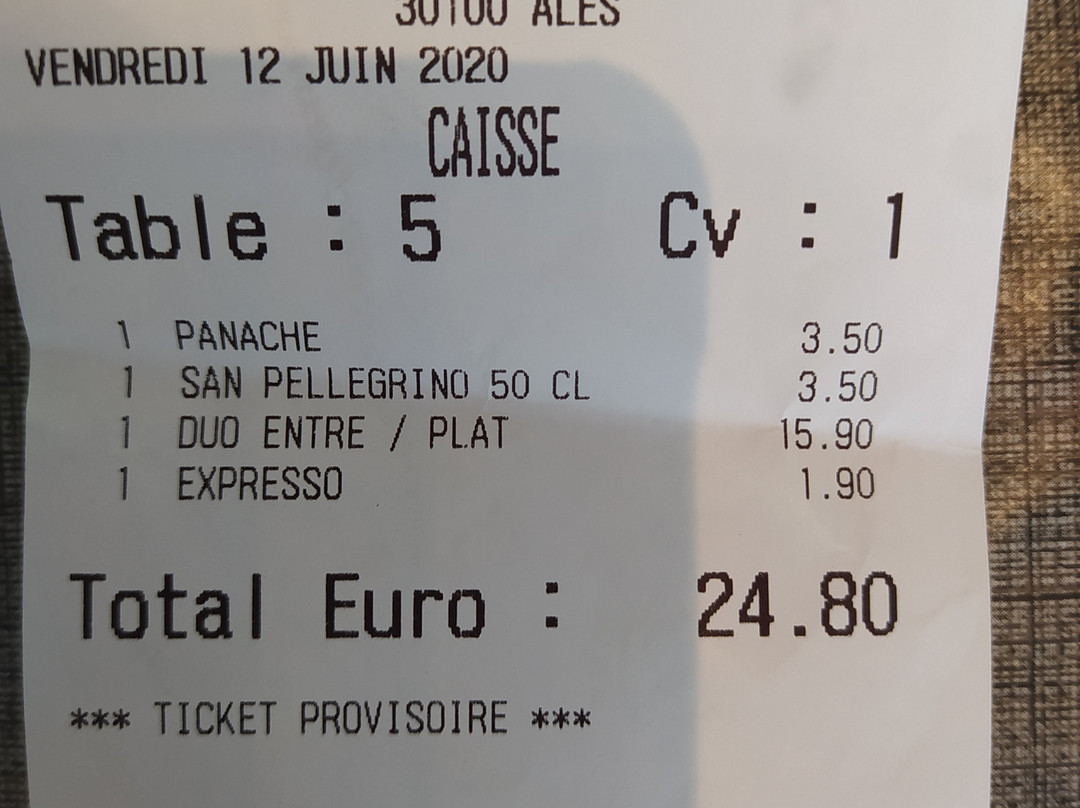 30100 ALES
VENDREDI 12 JUIN 2020
CAISSE
Table : 5 Cv : 1
1 PANACHE 3.50
1 SAN PELLEGRINO 50 CL 3.50
1 DUO ENTRE / PLAT 15.90
1 EXPRESSO 1.90
Total Euro : 24.80
*** TICKET PROVISOIRE ***